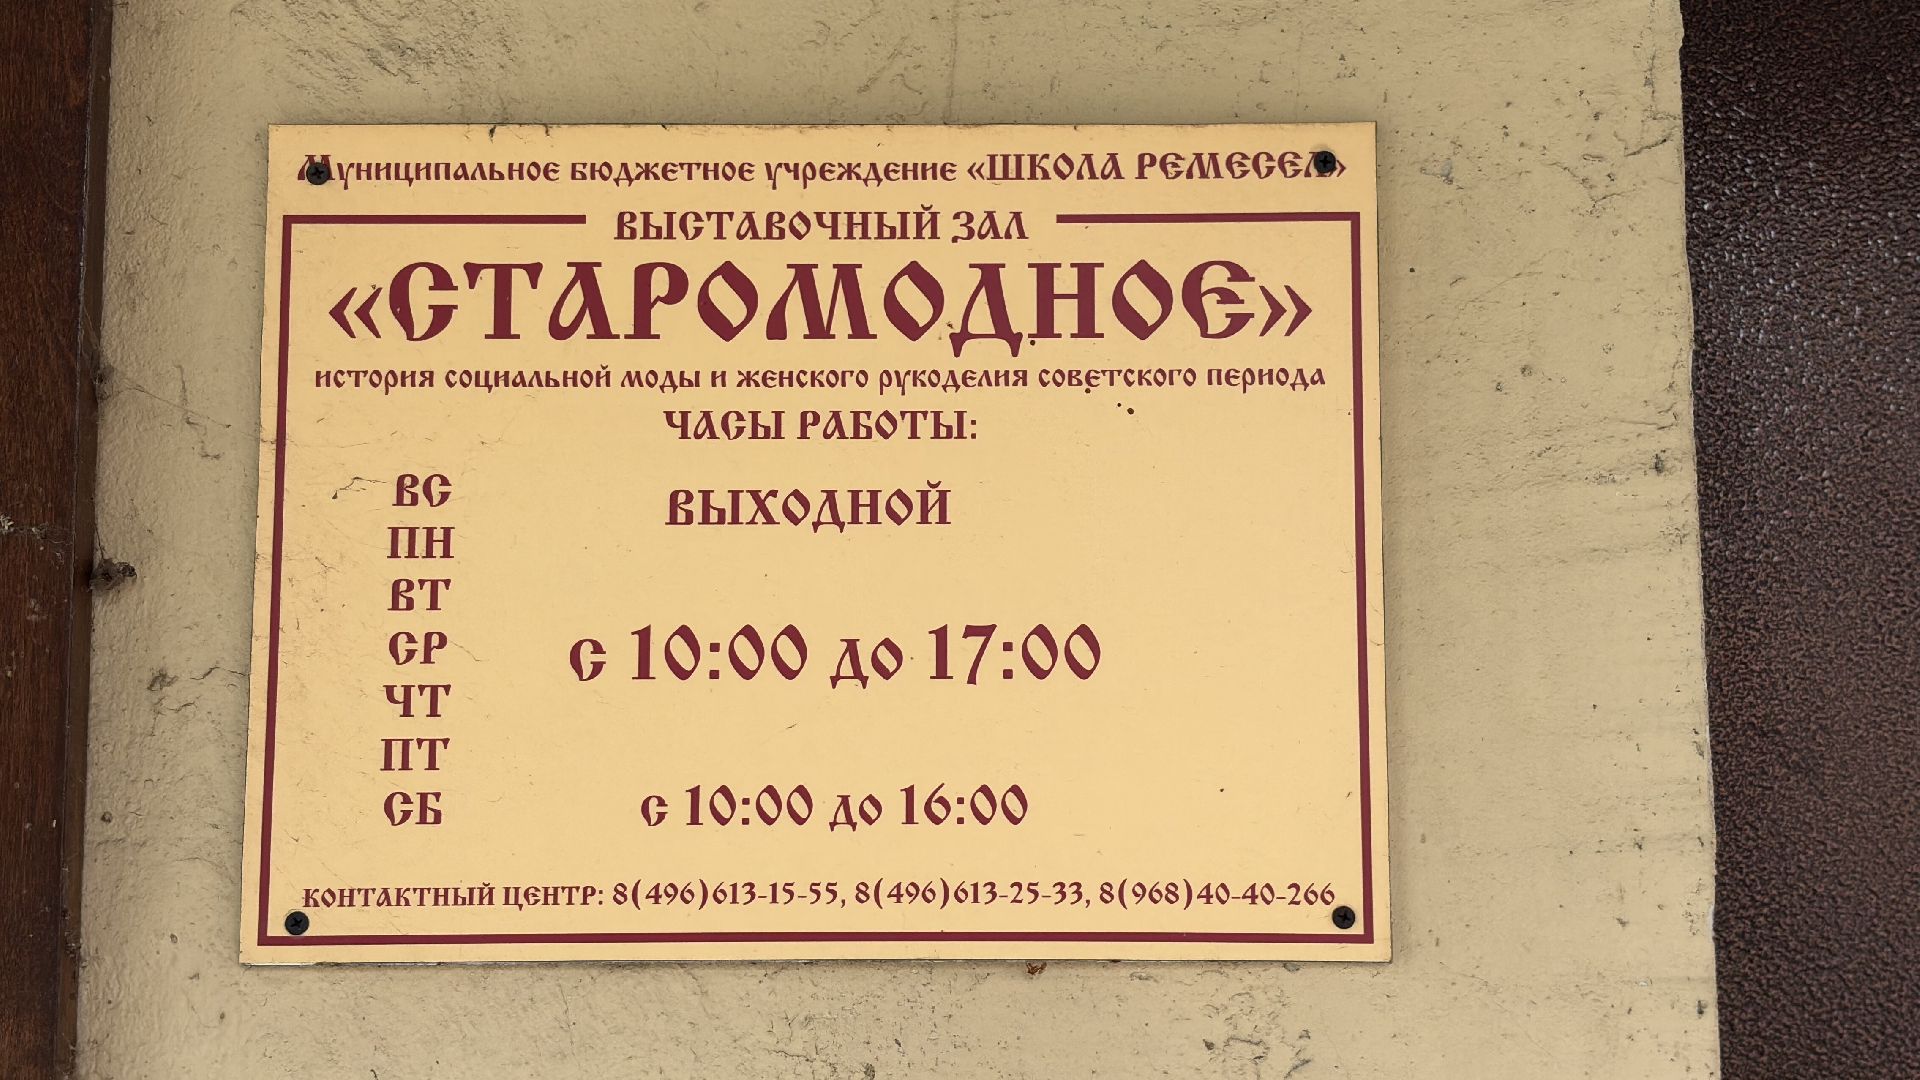 Муниципальное бюджетное учреждение «ШКОЛА РЕМЕСЕЛ»
ВЫСТАВОЧНЫЙ ЗАЛ
«СТАРОМОДНОЕ»
история социальной моды и женского рукоделия советского периода
ЧАСЫ РАБОТЫ:
ВС
ВЫХОДНОЙ
ПН
ВТ
СР
с 10:00 до 17:00
ЧТ
ПТ
СБ
с 10:00 до 16:00
КОНТАКТНЫЙ ЦЕНТР: 8(496)613-15-55, 8(496)613-25-33, 8(968)40-40-266